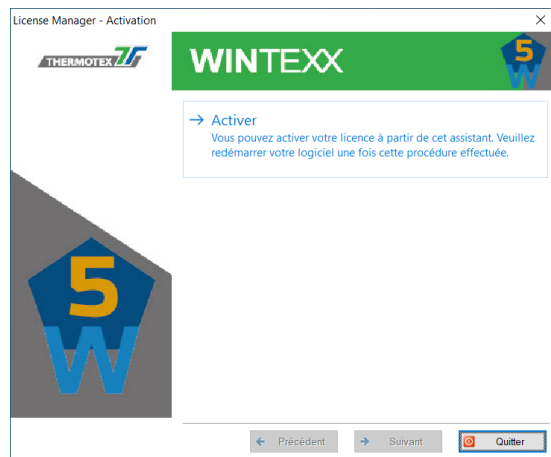 License Manager - Activation
THERMOTEX
WINTEXX
5
W
Activer
Vous pouvez activer votre licence à partir de cet assistant. Veuillez
redémarrer votre logiciel une fois cette procédure effectuée.
5
W
Précédent
Suivant
Quitter